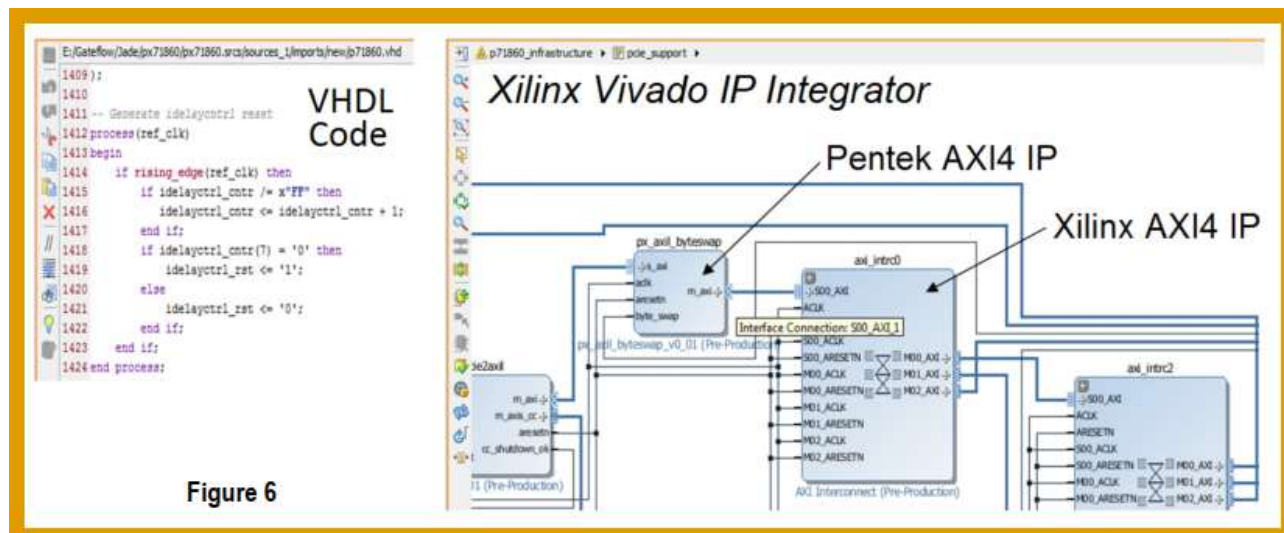 E:/Gateflow/Jade/px71860/px71860.srcs/sources_1/imports/new/p71860.vhd
VHDL
Code
1409 );
1410
1411 -- Generate idelayctrl reset
1412 process(ref_clk)
1413 begin
1414 if rising_edge(ref_clk) then
1415 if idelayctrl_cntr /= x"FF" then
1416 idelayctrl_cntr <= idelayctrl_cntr + 1;
1417 end if;
1418 if idelayctrl_cntr(7) = '0' then
1419 idelayctrl_rst <= '1';
1420 else
1421 idelayctrl_rst <= '0';
1422 end if;
1423 end if;
1424 end process;
Figure 6
p71860_infrastructure
pcie_support
Xilinx Vivado IP Integrator
Pentek AXI4 IP
Xilinx AXI4 IP
px_axil_byteswap
s_axi
aclk
m_axi
aresetn
byte_swap
px_axil_byteswap_v0_01 (Pre-Production)
axi_intrc0
S00_AXI
ACLK
Interface Connection: S00_AXI_1
S00_ACLK
S00_ARESETN
M00_AXI
M00_ACLK
M01_AXI
M00_ARESETN
M02_AXI
M01_ACLK
M01_ARESETN
M02_ACLK
M02_ARESETN
AXI Interconnect (Pre-Production)
ie2axil
m_axi
m_axis_cc
aresetn
cc_shutdown_ok
01 (Pre-Production)
axi_intrc2
S00_AXI
ACLK
ARESETN
S00_ACLK
S00_ARESETN
M00_AXI
M00_ACLK
M01_AXI
M00_ARESETN
M02_AXI